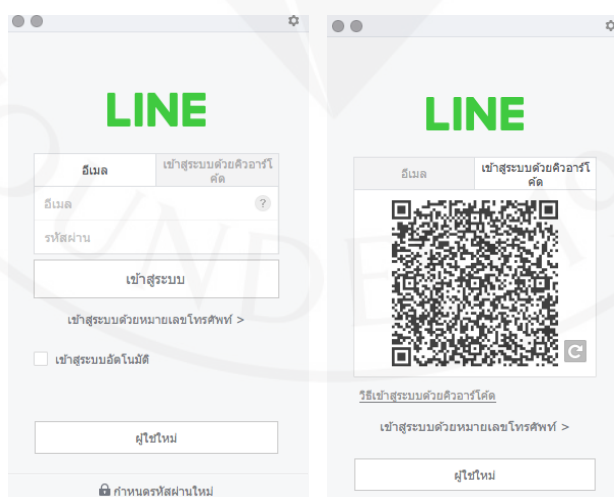 LINE
อีเมล
เข้าสู่ระบบด้วยคิวอาร์โ
ค้ด
อีเมล
?
รหัสผ่าน
เข้าสู่ระบบ
เข้าสู่ระบบด้วยหมายเลขโทรศัพท์ >
เข้าสู่ระบบอัตโนมัติ
ผู้ใช้ใหม่
กำหนดรหัสผ่านใหม่
LINE
อีเมล
เข้าสู่ระบบด้วยคิวอาร์โ
ค้ด
วิธีเข้าสู่ระบบด้วยคิวอาร์โค้ด
เข้าสู่ระบบด้วยหมายเลขโทรศัพท์ >
ผู้ใช้ใหม่